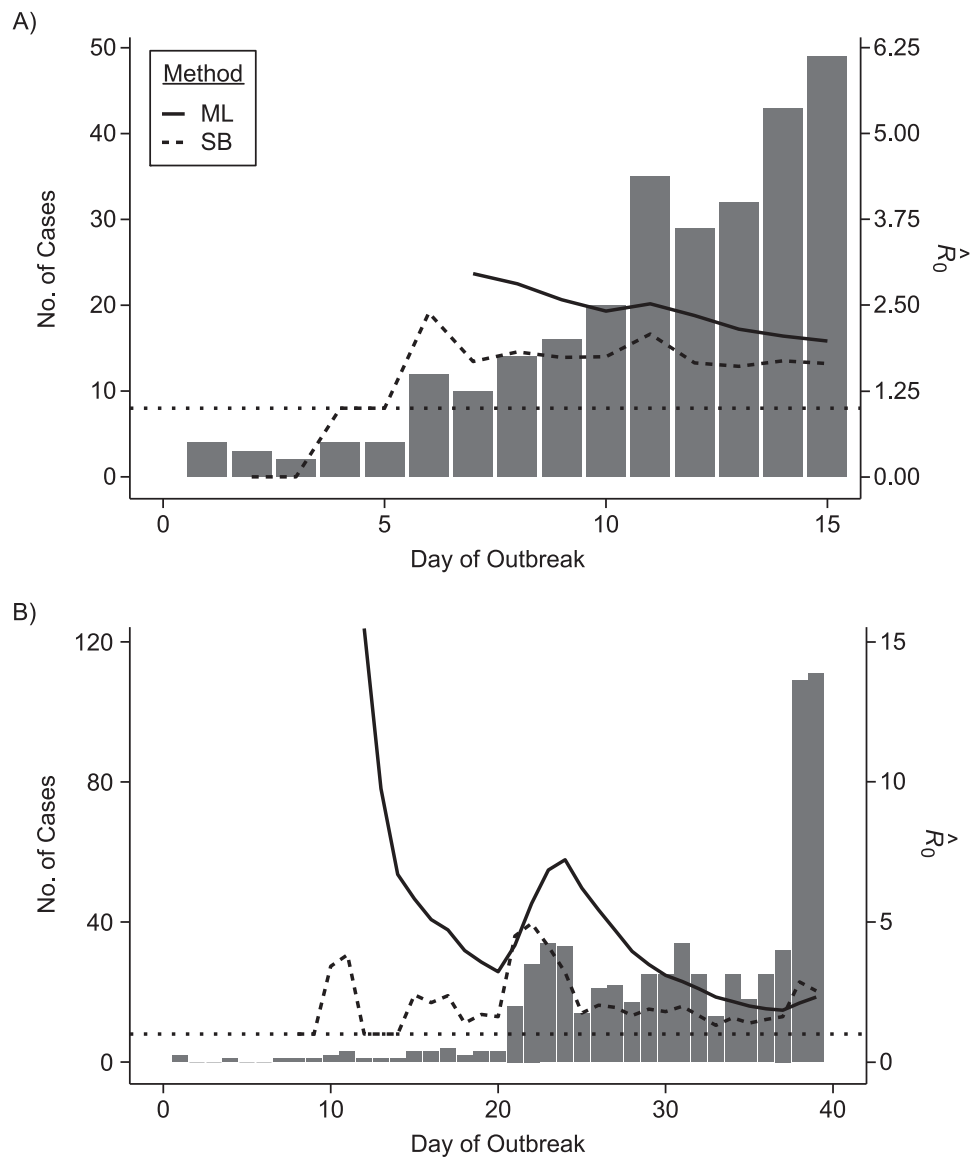 A)
Method
ML
SB
No. of Cases
50
40
30
20
10
0
6.25
5.00
3.75
2.50
1.25
0.00
R̂0
0 5 10 15
Day of Outbreak
B)
No. of Cases
120
80
40
0
15
10
5
0
R̂0
0 10 20 30 40
Day of Outbreak